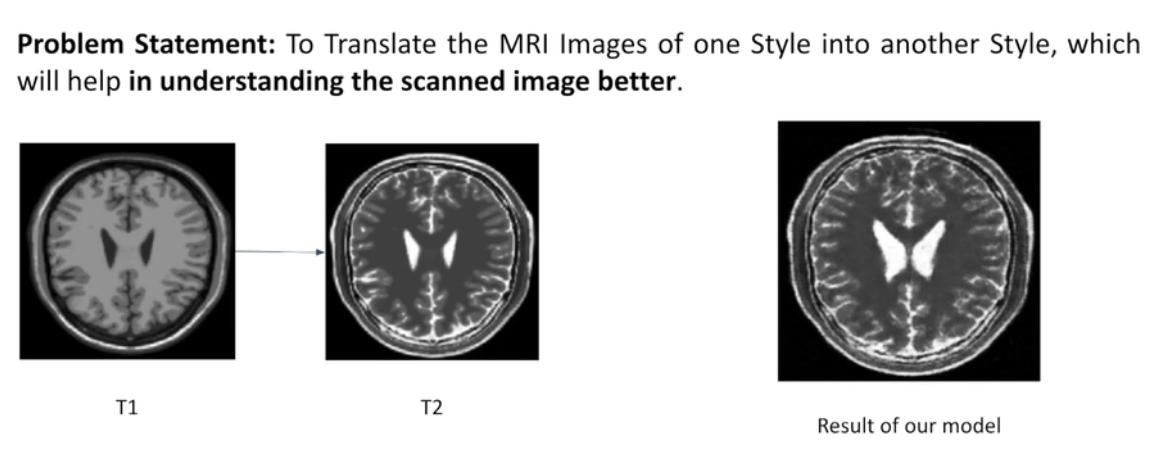 Problem Statement: To Translate the MRI Images of one Style into another Style, which
will help in understanding the scanned image better.
T1
T2
Result of our model